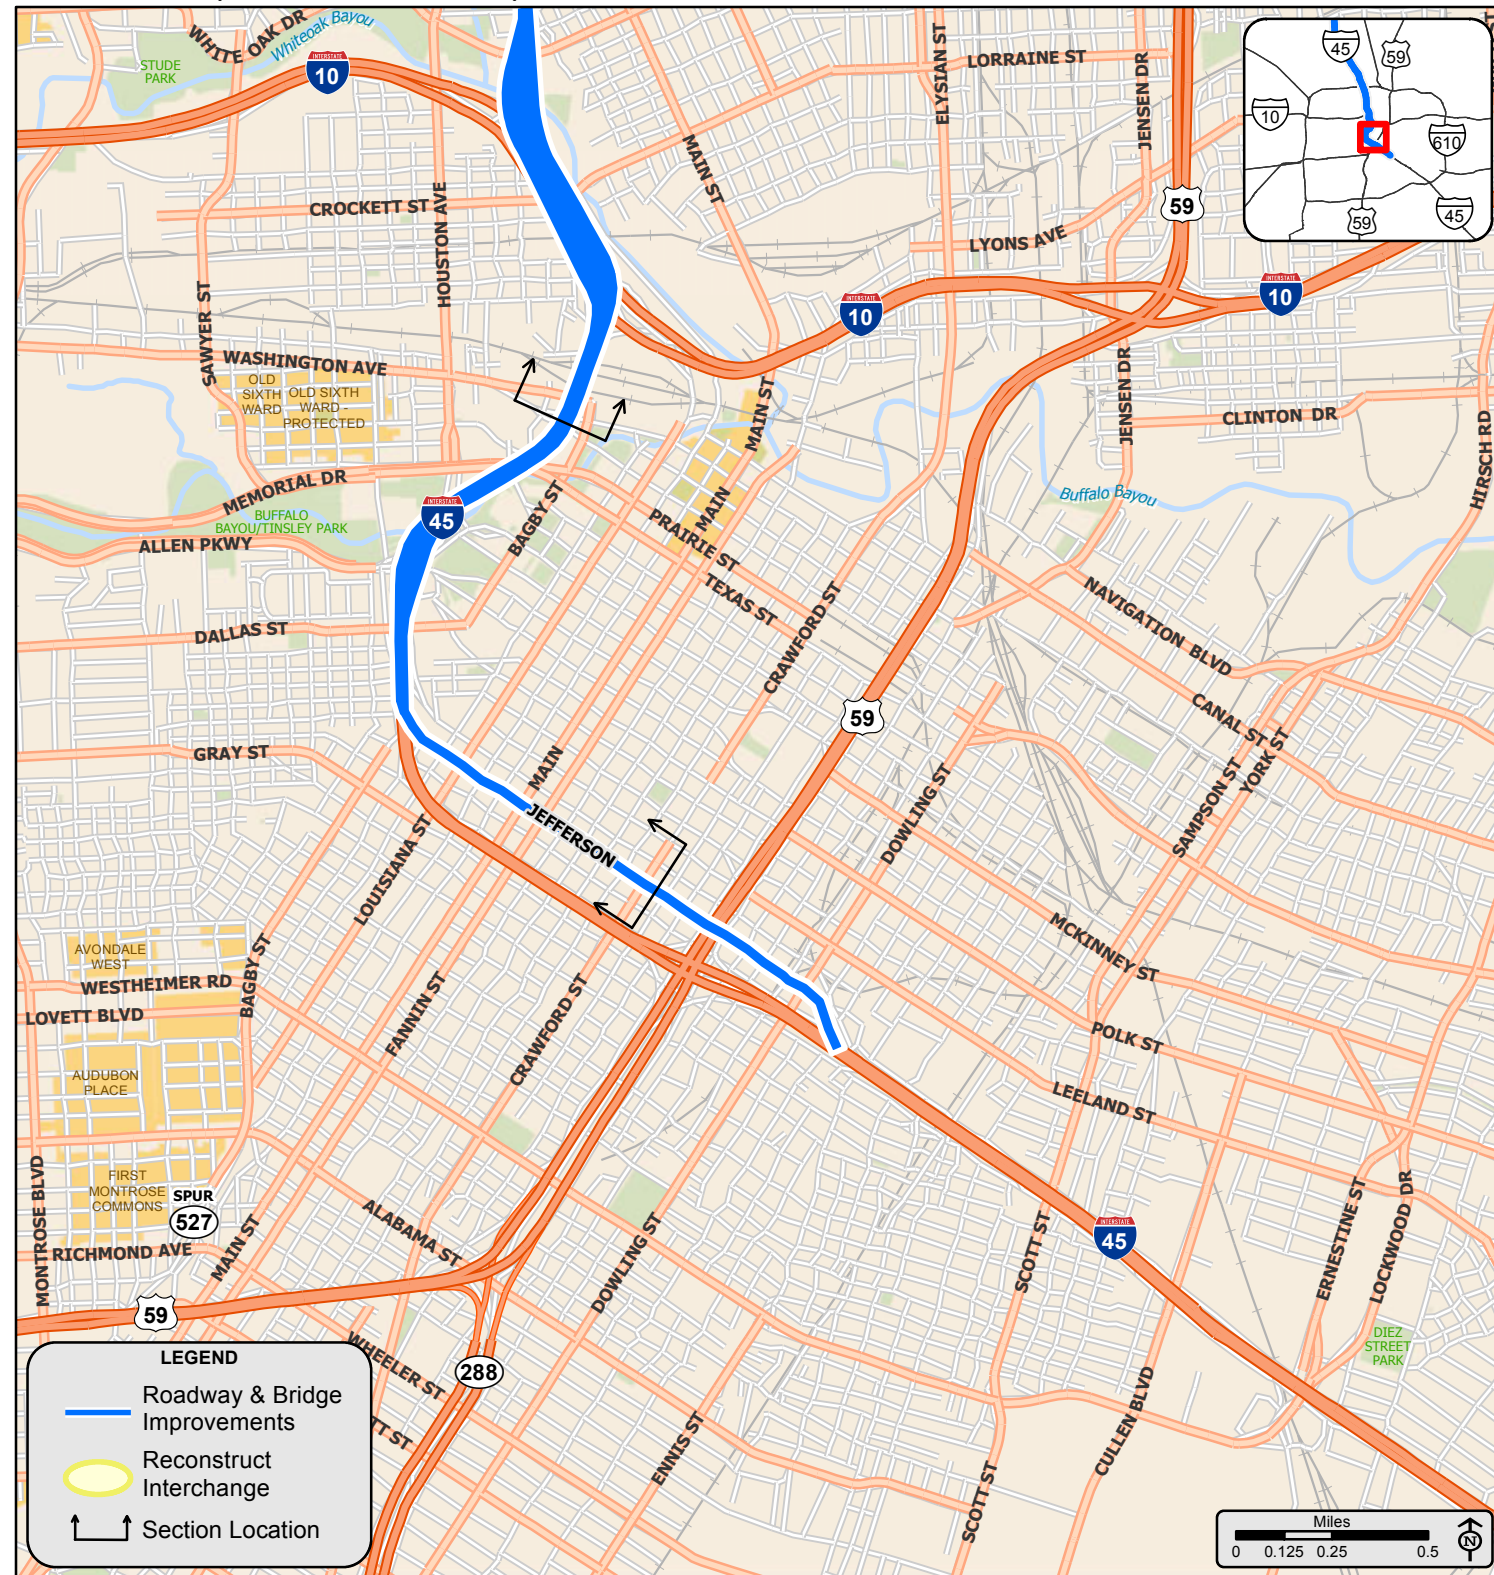 WHITE OAK DR
Whiteoak Bayou
STUDE
PARK
INTERSTATE
10
LORRAINE ST
ELYSIAN ST
JENSEN DR
MAIN ST
45
59
10
610
59
45
CROCKETT ST
HOUSTON AVE
59
LYONS AVE
SAWYER ST
INTERSTATE
10
INTERSTATE
10
WASHINGTON AVE
OLD
SIXTH
WARD
OLD SIXTH
WARD -
PROTECTED
MAIN ST
JENSEN DR
CLINTON DR
HIRSCH RD
MEMORIAL DR
BUFFALO
BAYOU/TINSLEY PARK
ALLEN PKWY
INTERSTATE
45
BAGBY ST
MAIN
PRAIRIE ST
TEXAS ST
Buffalo Bayou
CRAWFORD ST
NAVIGATION BLVD
DALLAS ST
CANAL ST
YORK ST
SAMPSON ST
59
GRAY ST
MAIN
JEFFERSON
DOWLING ST
LOUISIANA ST
MCKINNEY ST
AVONDALE
WEST
WESTHEIMER RD
LOVETT BLVD
BAGBY ST
FANNIN ST
CRAWFORD ST
POLK ST
LEELAND ST
AUDUBON
PLACE
FIRST
MONTROSE
COMMONS
SPUR
527
MONTROSE BLVD
RICHMOND AVE
MAIN ST
ALABAMA ST
DOWLING ST
SCOTT ST
INTERSTATE
45
ERNESTINE ST
LOCKWOOD DR
59
WHEELER ST
TT ST
288
ENNIS ST
SCOTT ST
CULLEN BLVD
DIEZ
STREET
PARK
LEGEND
Roadway & Bridge
Improvements
Reconstruct
Interchange
Section Location
Miles
0 0.125 0.25 0.5
N